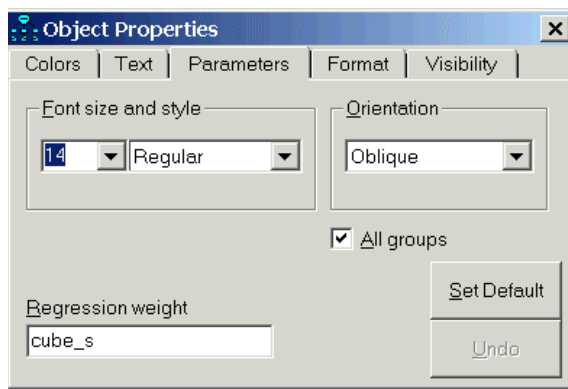 Object Properties
Colors Text Parameters Format Visibility
Font size and style
Orientation
14 Regular
Oblique
All groups
Set Default
Regression weight
cube_s
Undo